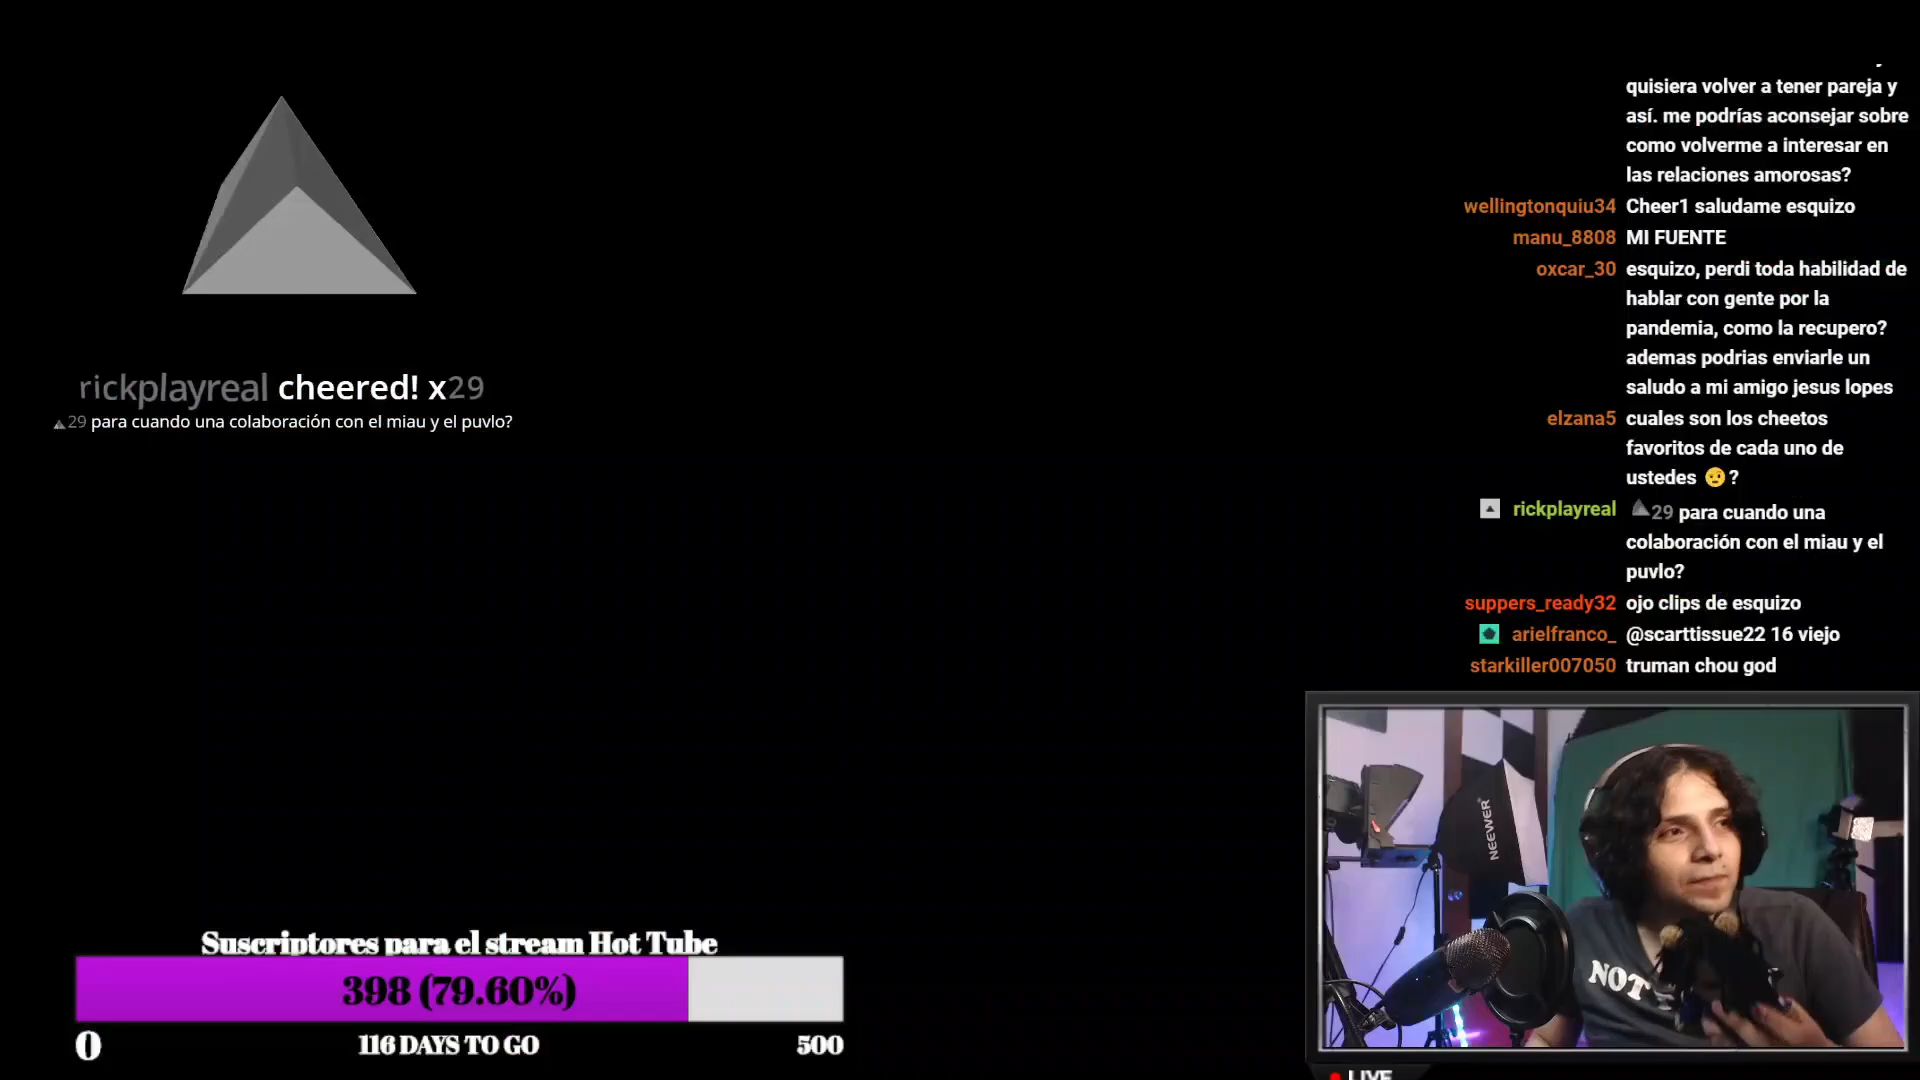 quisiera volver a tener pareja y
así. me podrías aconsejar sobre
como volverme a interesar en
las relaciones amorosas?
wellingtonquiu34 Cheer1 saludame esquizo
manu_8808 MI FUENTE
oxcar_30 esquizo, perdi toda habilidad de
hablar con gente por la
pandemia, como la recupero?
ademas podrias enviarle un
saludo a mi amigo jesus lopes
elzana5 cuales son los cheetos
favoritos de cada uno de
ustedes 🤨?
rickplayreal 29 para cuando una
colaboración con el miau y el
puvlo?
suppers_ready32 ojo clips de esquizo
arielfranco_ @scarttissue22 16 viejo
starkiller007050 truman chou god
rickplayreal cheered! x29
29 para cuando una colaboración con el miau y el puvlo?
Suscriptores para el stream Hot Tube
398 (79.60%)
0 116 DAYS TO GO 500
NEEWER
NOT
LIVE